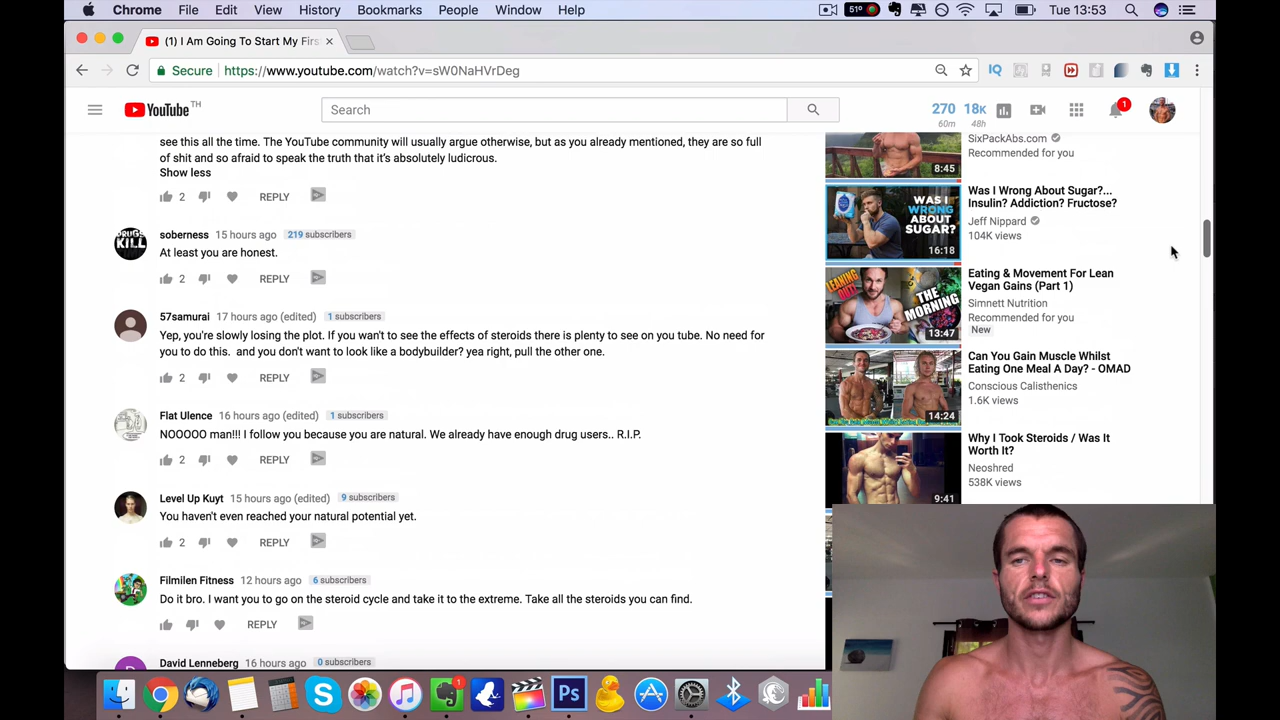 Chrome File Edit View History Bookmarks People Window Help 51° Tue 13:53
(1) I Am Going To Start My Firs ×
Secure https://www.youtube.com/watch?v=sW0NaHVrDeg IQ
YouTube TH Search 270 60m 18K 48h 1
see this all the time. The YouTube community will usually argue otherwise, but as you already mentioned, they are so full
of shit and so afraid to speak the truth that it's absolutely ludicrous.
Show less
2 REPLY
soberness 15 hours ago 219 subscribers
At least you are honest.
2 REPLY
57samurai 17 hours ago (edited) 1 subscribers
Yep, you're slowly losing the plot. If you wan't to see the effects of steroids there is plenty to see on you tube. No need for
you to do this. and you don't want to look like a bodybuilder? yea right, pull the other one.
2 REPLY
Flat Ulence 16 hours ago (edited) 1 subscribers
NOOOOO man!!! I follow you because you are natural. We already have enough drug users.. R.I.P.
2 REPLY
Level Up Kuyt 15 hours ago (edited) 9 subscribers
You haven't even reached your natural potential yet.
2 REPLY
Filmilen Fitness 12 hours ago 6 subscribers
Do it bro. I want you to go on the steroid cycle and take it to the extreme. Take all the steroids you can find.
REPLY
David Lenneberg 16 hours ago 0 subscribers
DRUGS
KILL
SixPackAbs.com
Recommended for you
8:45
WAS I
WRONG
ABOUT
SUGAR?
16:18
Was I Wrong About Sugar?...
Insulin? Addiction? Fructose?
Jeff Nippard
104K views
LEANING
OUT!
THE
MORNING
13:47
Eating & Movement For Lean
Vegan Gains (Part 1)
Simnett Nutrition
Recommended for you
New
14:24
Can You Gain Muscle Whilst
Eating One Meal A Day? - OMAD
Conscious Calisthenics
1.6K views
9:41
Why I Took Steroids / Was It
Worth It?
Neoshred
538K views
1
Ps